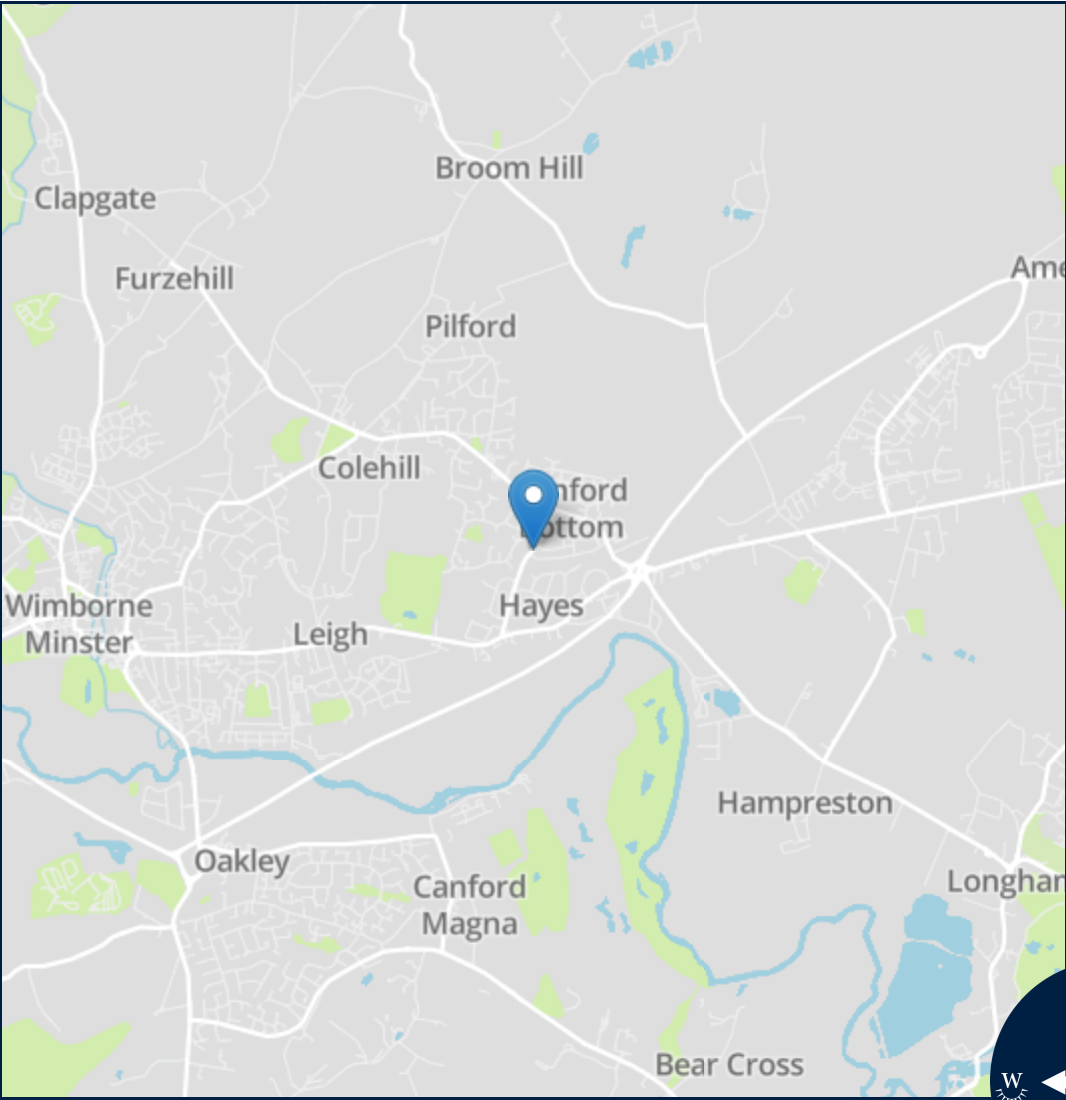 Broom Hill
Clapgate
Furzehill
Pilford
Colehill
Hayes
Wimborne
Minster
Leigh
Hampreston
Oakley
Canford
Magna
Bear Cross
W